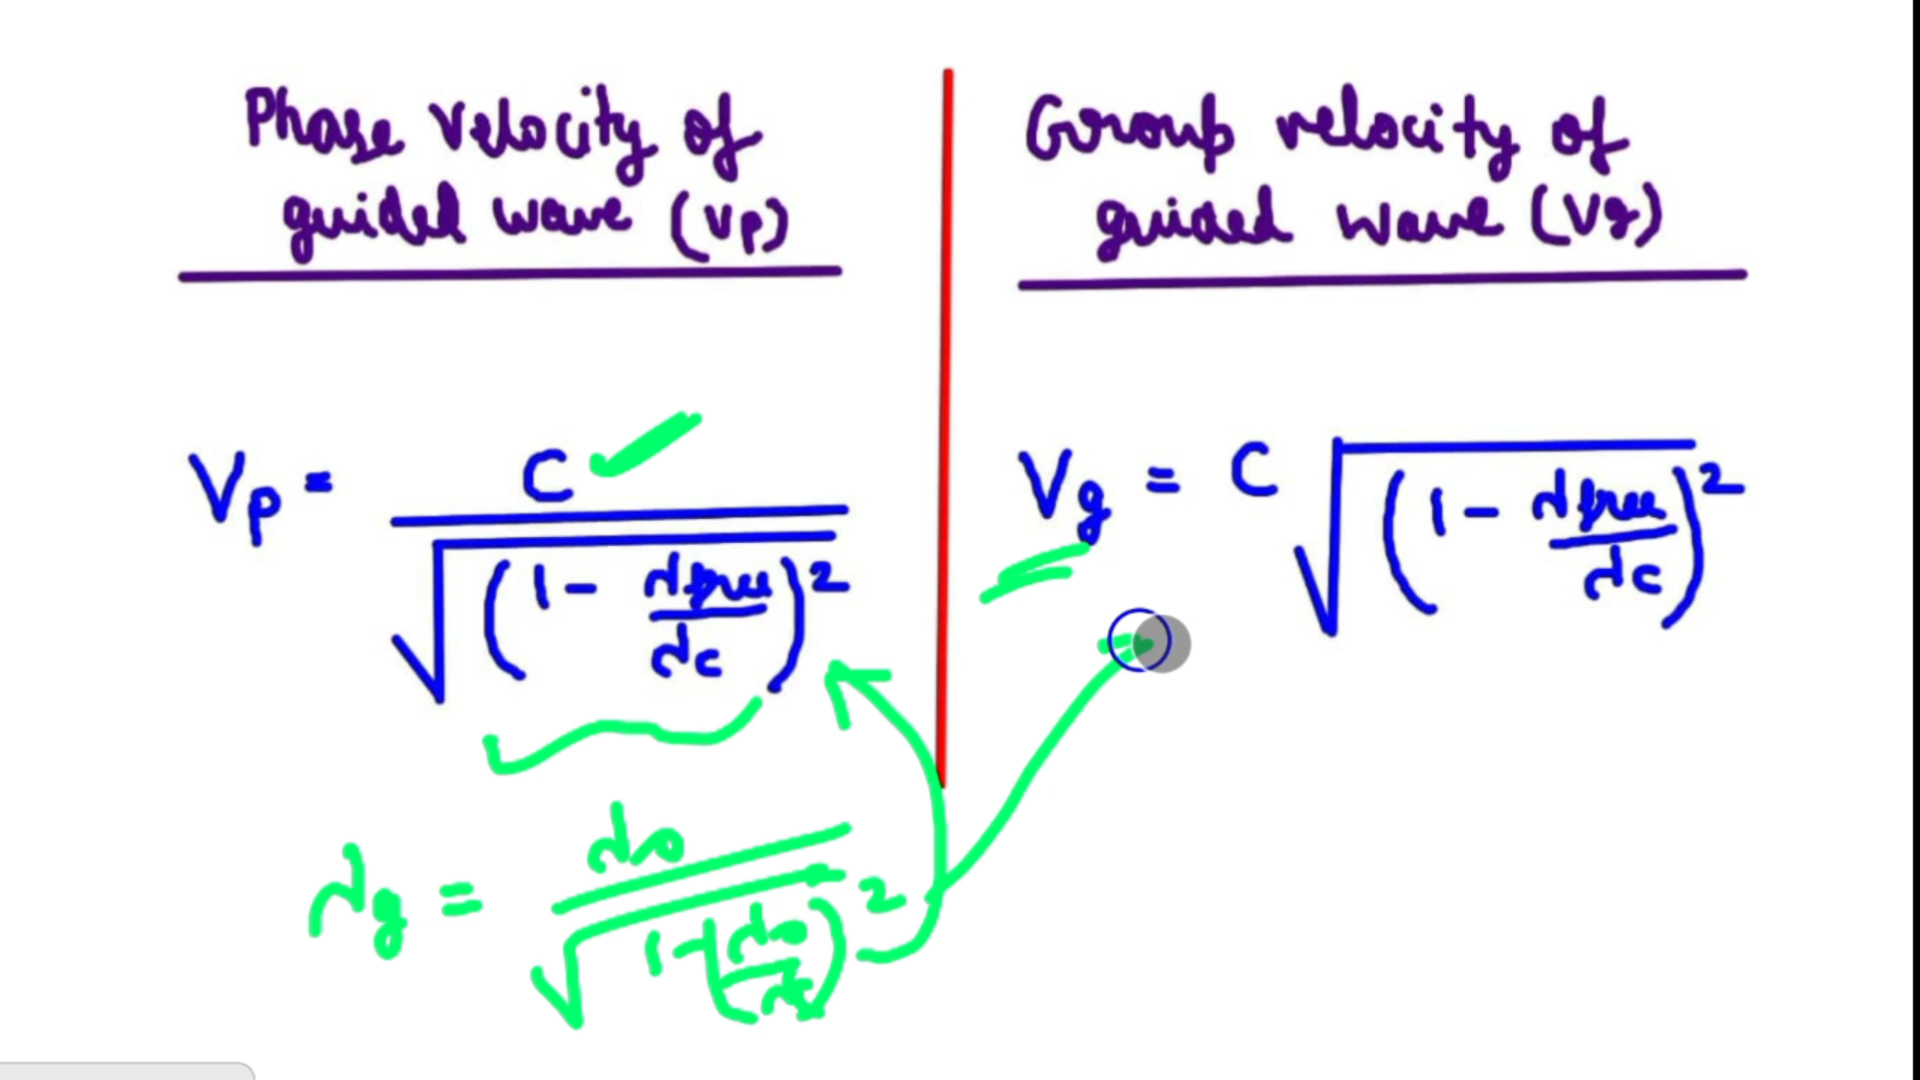 Phase velocity of
guided wave (Vp)
Vp = C / √(1 - λfree/λc)²
λg = λo / √1-(λo/λc)²
Group velocity of
guided wave (Vg)
Vg = C √(1 - λfree/λc)²